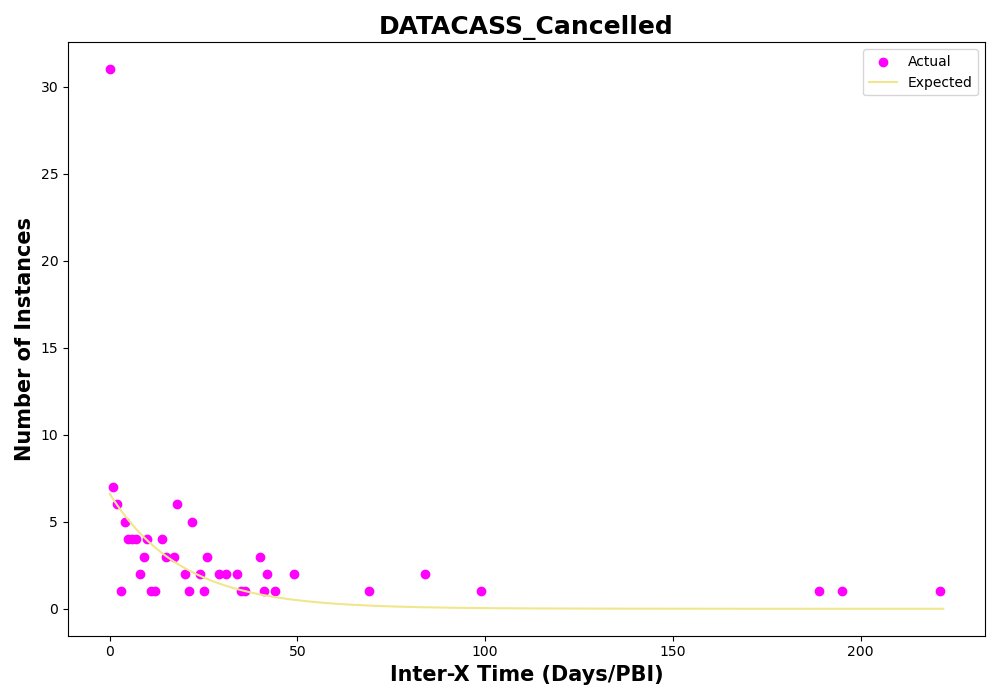 DATACASS_Cancelled
Actual
Expected
30
25
20
15
10
5
0
Number of Instances
0
50
100
150
200
Inter-X Time (Days/PBI)